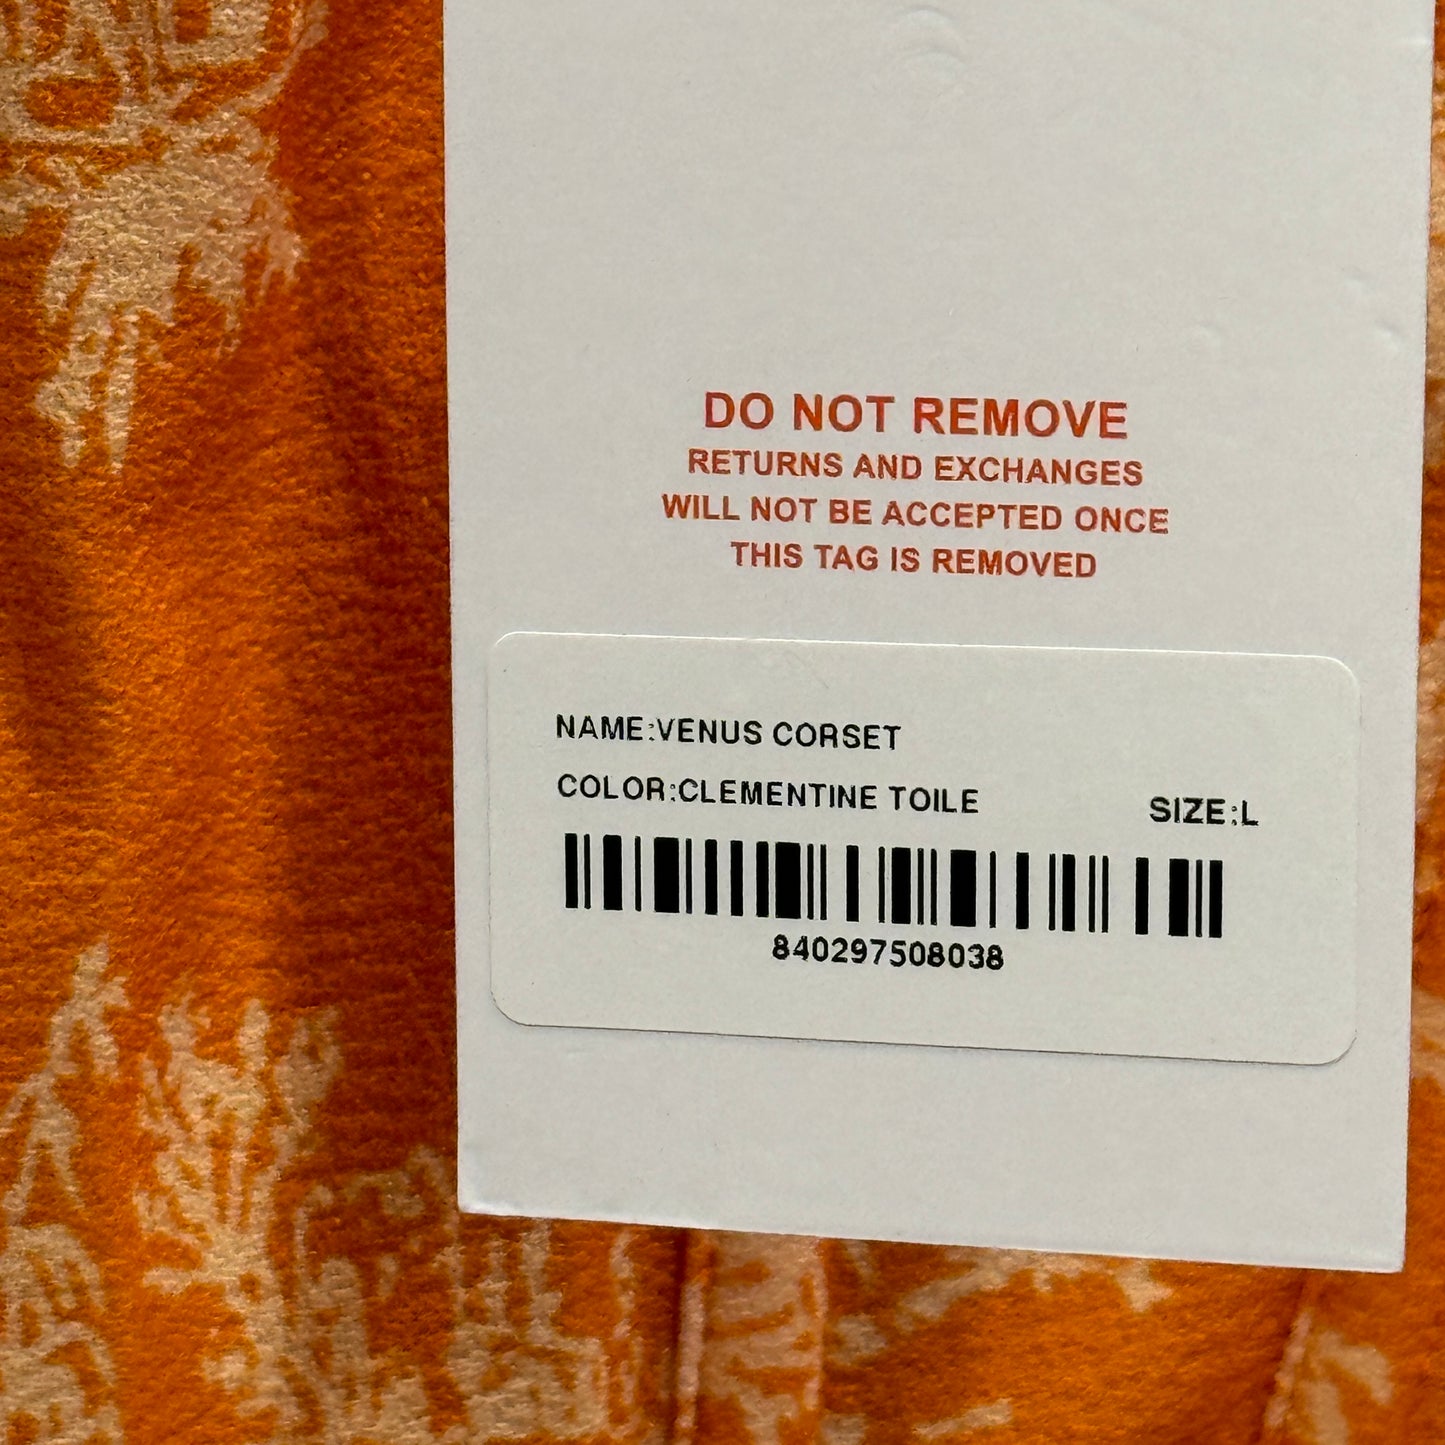 DO NOT REMOVE
RETURNS AND EXCHANGES
WILL NOT BE ACCEPTED ONCE
THIS TAG IS REMOVED
NAME:VENUS CORSET
COLOR:CLEMENTINE TOILE SIZE:L
840297508038